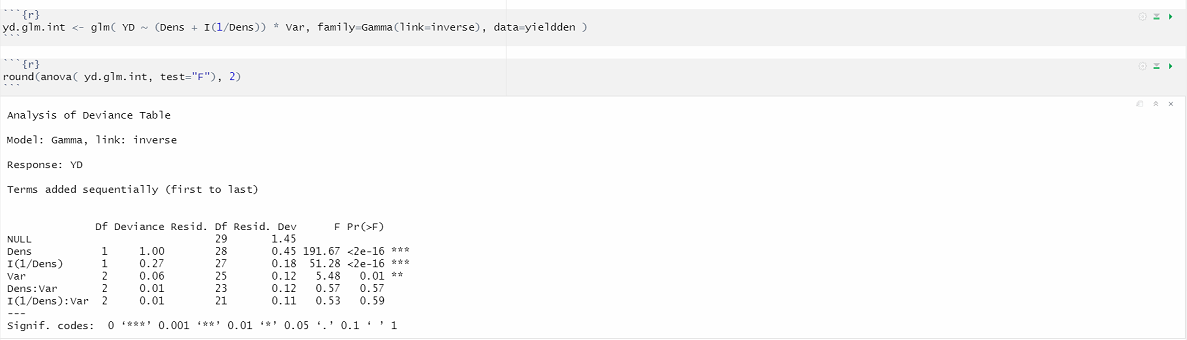 ```{r}
yd.glm.int <- glm( YD ~ (Dens + I(1/Dens)) * Var, family=Gamma(link=inverse), data=yieldden )
```
```{r}
round(anova( yd.glm.int, test="F"), 2)
```
Analysis of Deviance Table
Model: Gamma, link: inverse
Response: YD
Terms added sequentially (first to last)
Df Deviance Resid. Df Resid. Dev F Pr(>F)
NULL 29 1.45
Dens 1 1.00 28 0.45 191.67 <2e-16 ***
I(1/Dens) 1 0.27 27 0.18 51.28 <2e-16 ***
Var 2 0.06 25 0.12 5.48 0.01 **
Dens:Var 2 0.01 23 0.12 0.57 0.57
I(1/Dens):Var 2 0.01 21 0.11 0.53 0.59
---
Signif. codes: 0 ‘***’ 0.001 ‘**’ 0.01 ‘*’ 0.05 ‘.’ 0.1 ‘ ’ 1